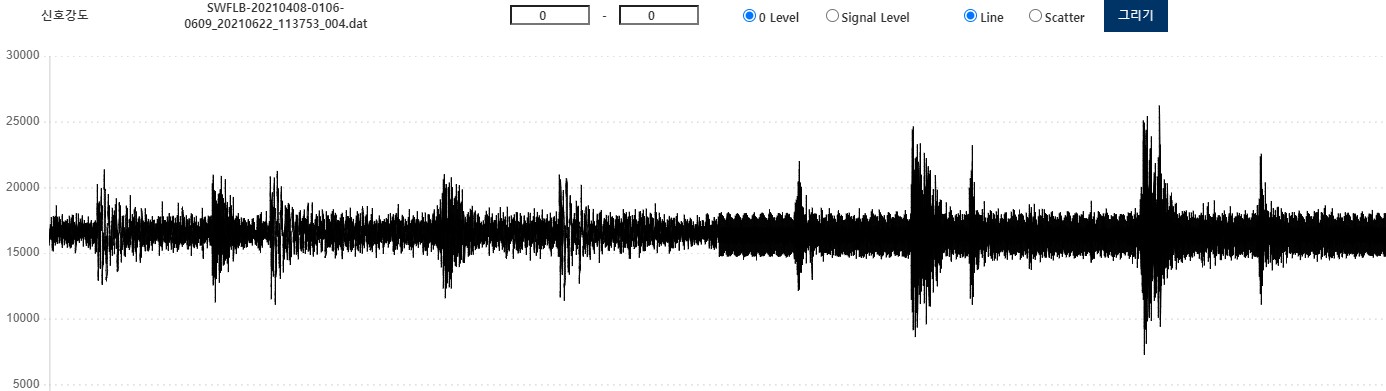 신호강도
SWFLB-20210408-0106-
0609_20210622_113753_004.dat
0 - 0
0 Level Signal Level
Line Scatter
그리기
30000
25000
20000
15000
10000
5000